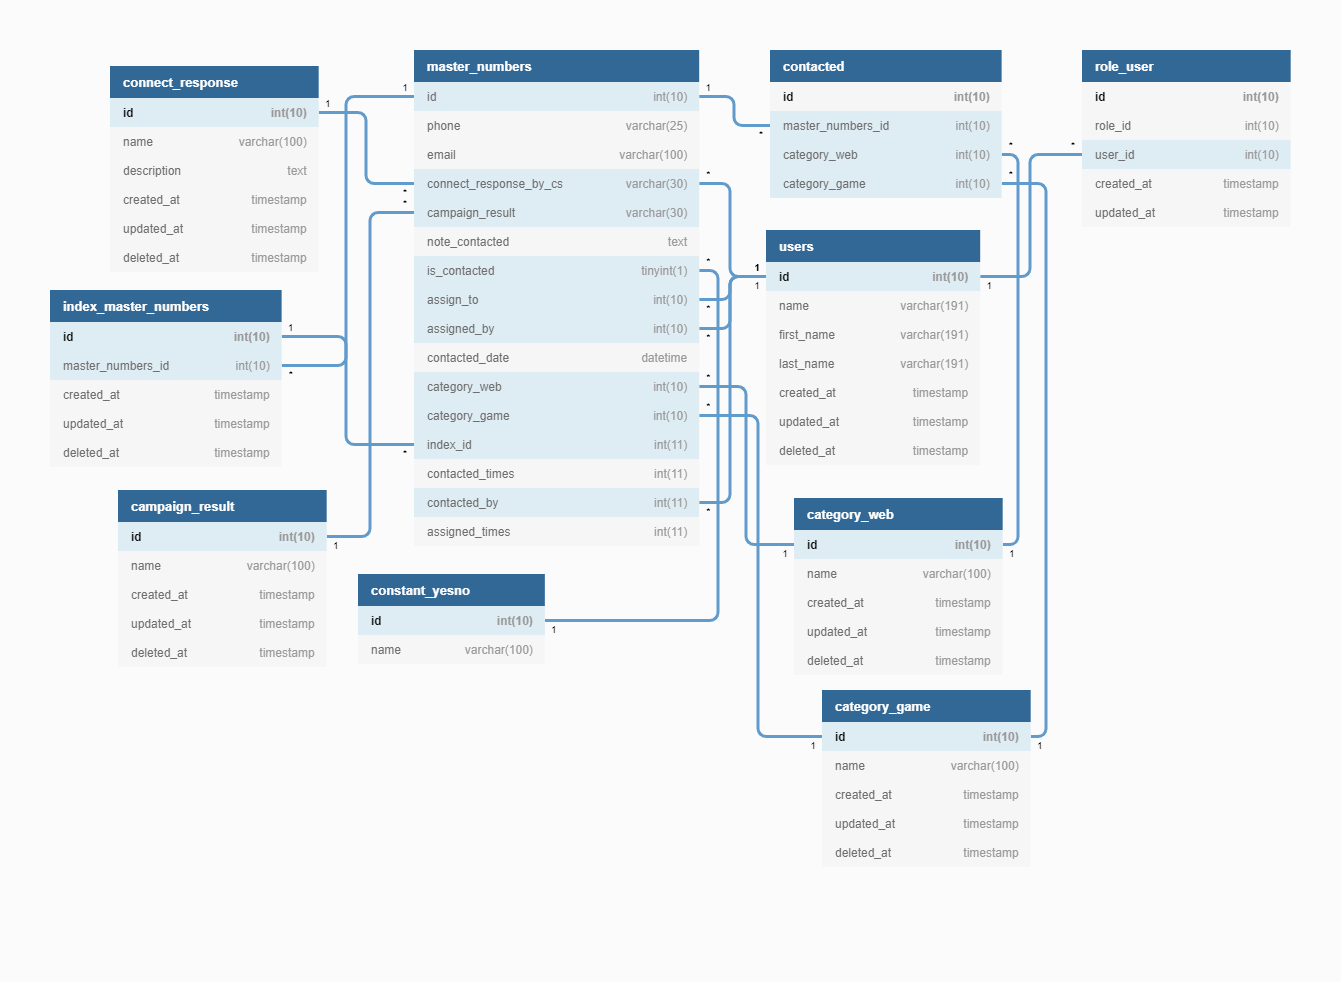 connect_response
id int(10)
name varchar(100)
description text
created_at timestamp
updated_at timestamp
deleted_at timestamp
1
index_master_numbers
id int(10)
master_numbers_id int(10)
created_at timestamp
updated_at timestamp
deleted_at timestamp
1
*
campaign_result
id int(10)
name varchar(100)
created_at timestamp
updated_at timestamp
deleted_at timestamp
1
master_numbers
id int(10)
phone varchar(25)
email varchar(100)
connect_response_by_cs varchar(30)
campaign_result varchar(30)
note_contacted text
is_contacted tinyint(1)
assign_to int(10)
assigned_by int(10)
contacted_date datetime
category_web int(10)
category_game int(10)
index_id int(11)
contacted_times int(11)
contacted_by int(11)
assigned_times int(11)
1
*
*
*
1
*
*
*
*
*
*
*
constant_yesno
id int(10)
name varchar(100)
1
contacted
id int(10)
master_numbers_id int(10)
category_web int(10)
category_game int(10)
*
*
*
users
id int(10)
name varchar(191)
first_name varchar(191)
last_name varchar(191)
created_at timestamp
updated_at timestamp
deleted_at timestamp
1
1
1
category_web
id int(10)
name varchar(100)
created_at timestamp
updated_at timestamp
deleted_at timestamp
1
1
category_game
id int(10)
name varchar(100)
created_at timestamp
updated_at timestamp
deleted_at timestamp
1
1
role_user
id int(10)
role_id int(10)
user_id int(10)
created_at timestamp
updated_at timestamp
*